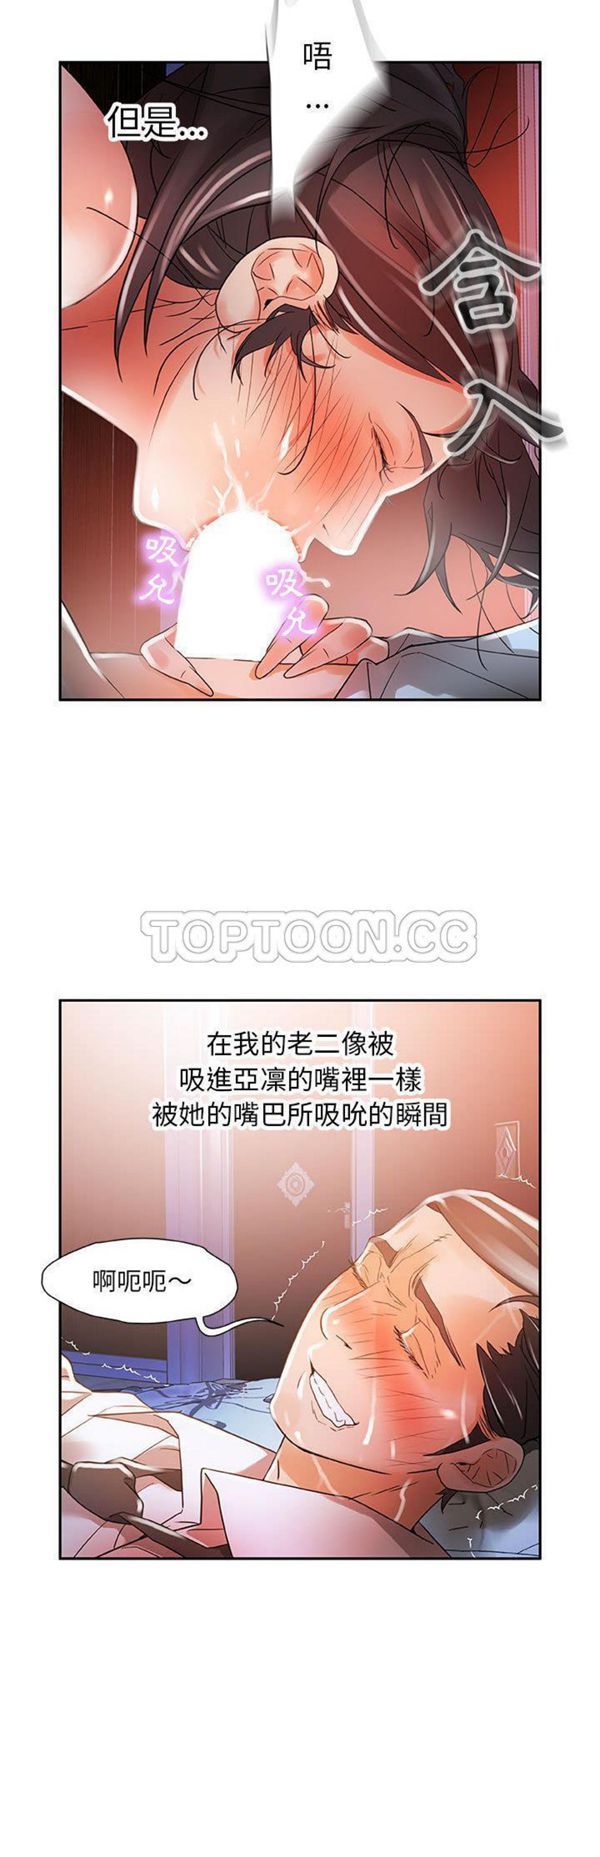 唔
…
但是…
含入
吸允
吸允
TOPTOON.CC
在我的老二像被
吸進亞凜的嘴裡一樣
被她的嘴巴所吸吮的瞬間
啊呃呃～